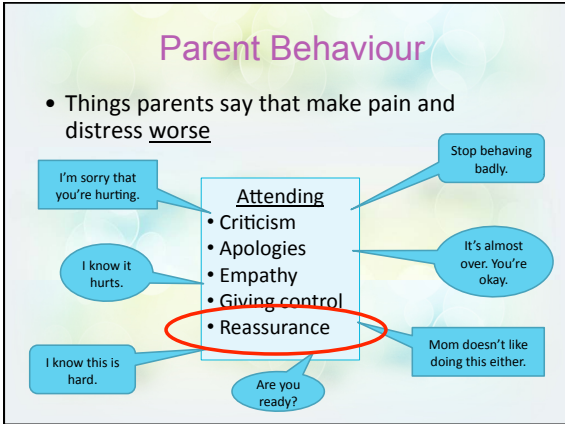 Parent Behaviour
• Things parents say that make pain and
distress worse
I'm sorry that
you're hurting.
Stop behaving
badly.
Attending
• Criticism
• Apologies
• Empathy
• Giving control
• Reassurance
I know it
hurts.
It's almost
over. You're
okay.
I know this is
hard.
Are you
ready?
Mom doesn't like
doing this either.